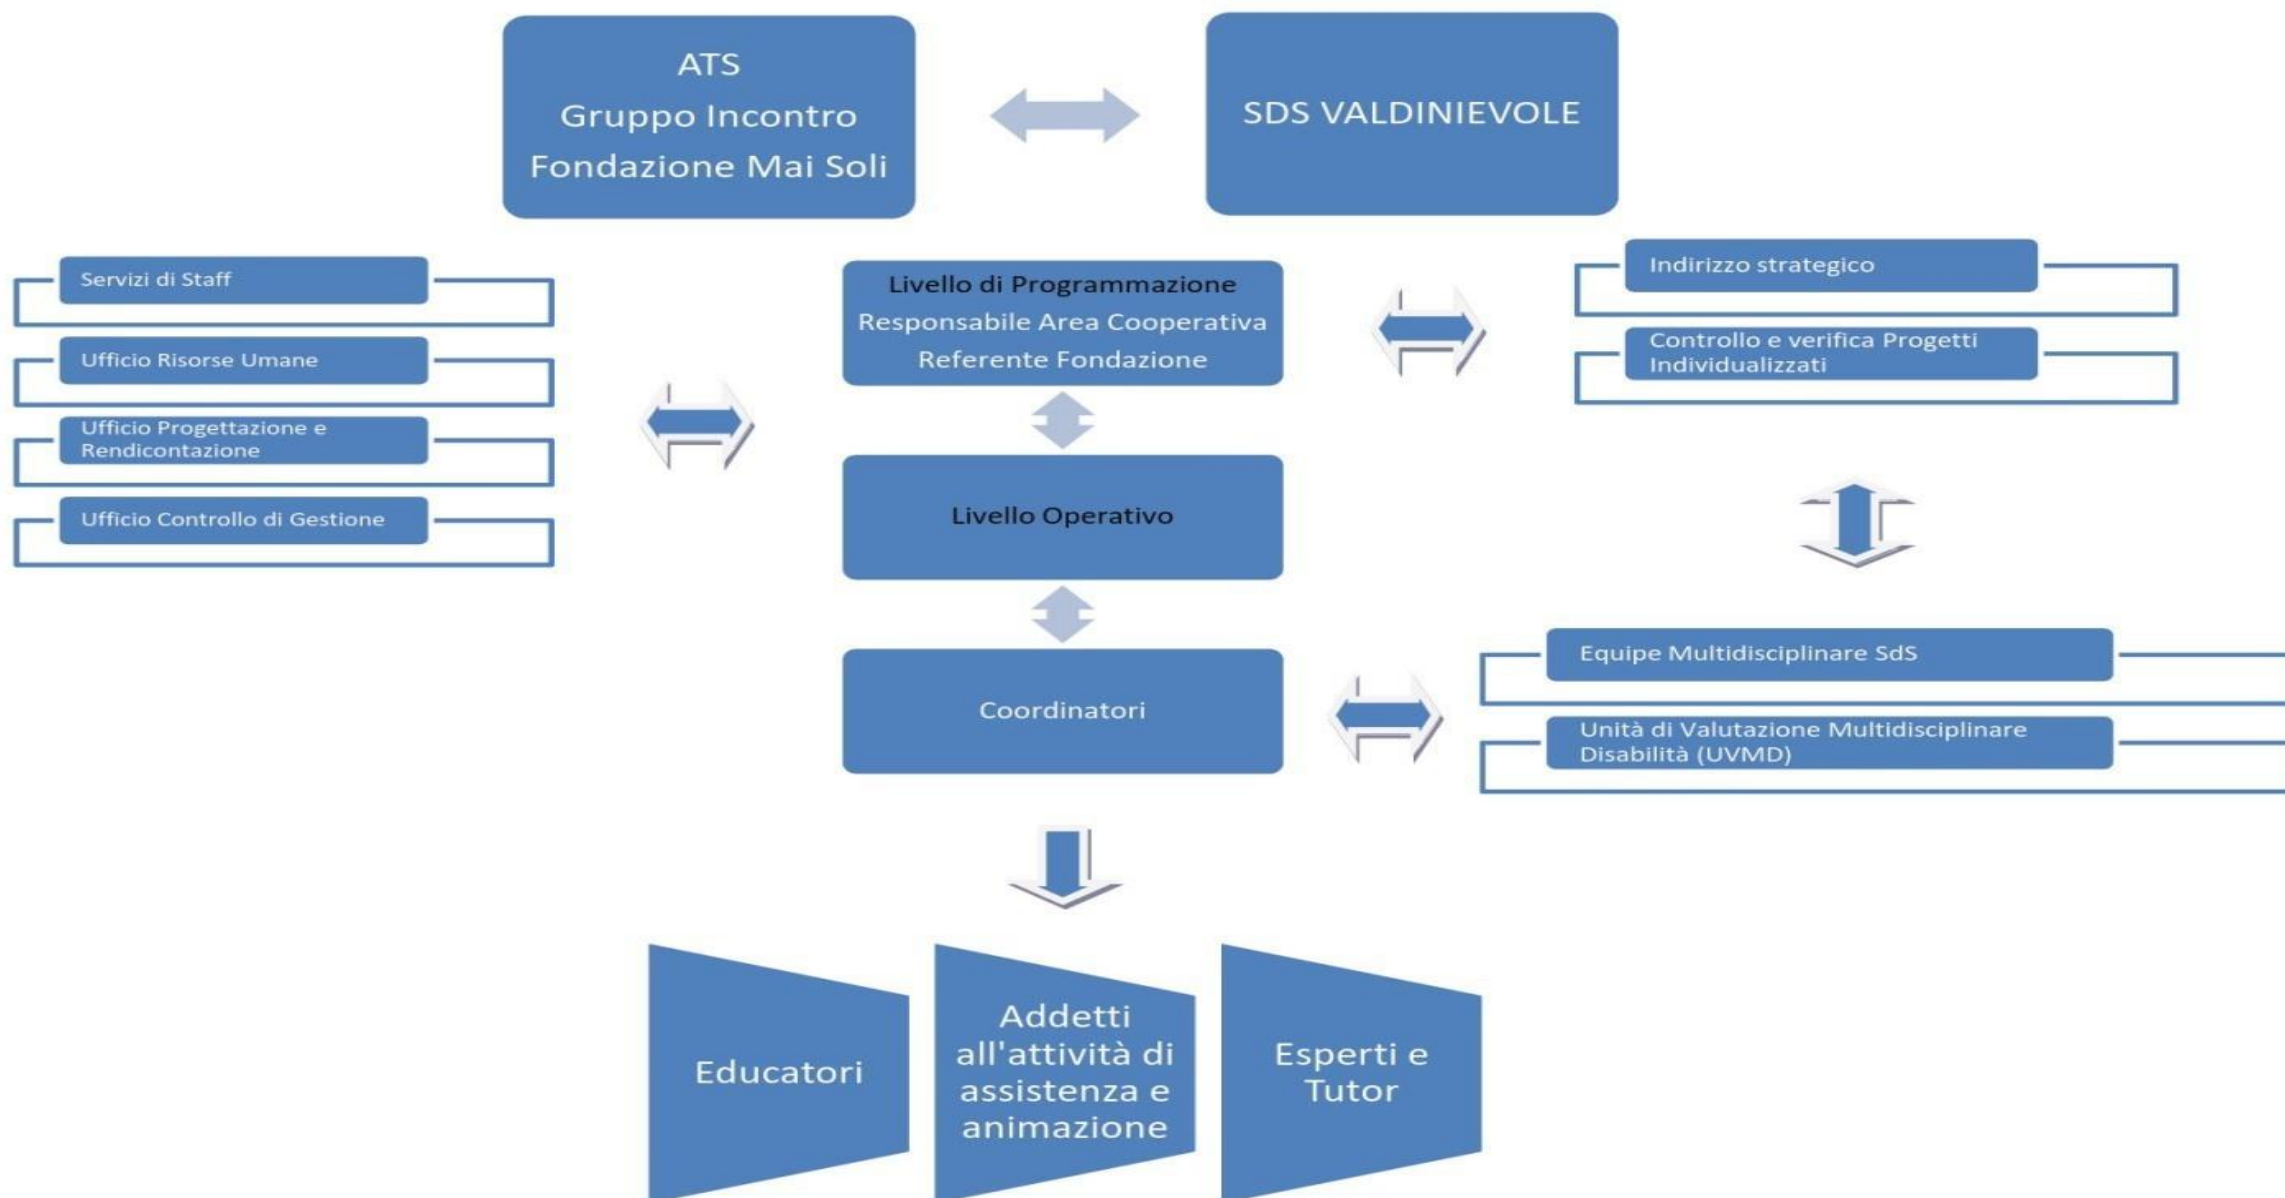 ATS
Gruppo Incontro
Fondazione Mai Soli
SDS VALDINIEVOLE
Servizi di Staff
Ufficio Risorse Umane
Ufficio Progettazione e
Rendicontazione
Ufficio Controllo di Gestione
Livello di Programmazione
Responsabile Area Cooperativa
Referente Fondazione
Livello Operativo
Coordinatori
Indirizzo strategico
Controllo e verifica Progetti
Individualizzati
Equipe Multidisciplinare SdS
Unità di Valutazione Multidisciplinare
Disabilità (UVMD)
Educatori
Addetti
all'attività di
assistenza e
animazione
Esperti e
Tutor